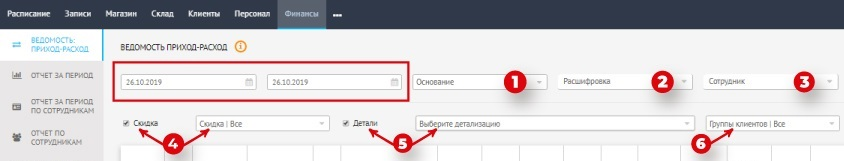 Расписание Записи Магазин Склад Клиенты Персонал Финансы •••
ВЕДОМОСТЬ:
ПРИХОД-РАСХОД
ВЕДОМОСТЬ ПРИХОД-РАСХОД
ОТЧЕТ ЗА ПЕРИОД
26.10.2019 26.10.2019 Основание 1 Расшифровка 2 Сотрудник 3
ОТЧЕТ ЗА ПЕРИОД
ПО СОТРУДНИКАМ
Скидка 4 Скидка | Все Детали 5 Выберите детализацию 6 Группы клиентов | Все
ОТЧЕТ ПО
СОТРУДНИКАМ